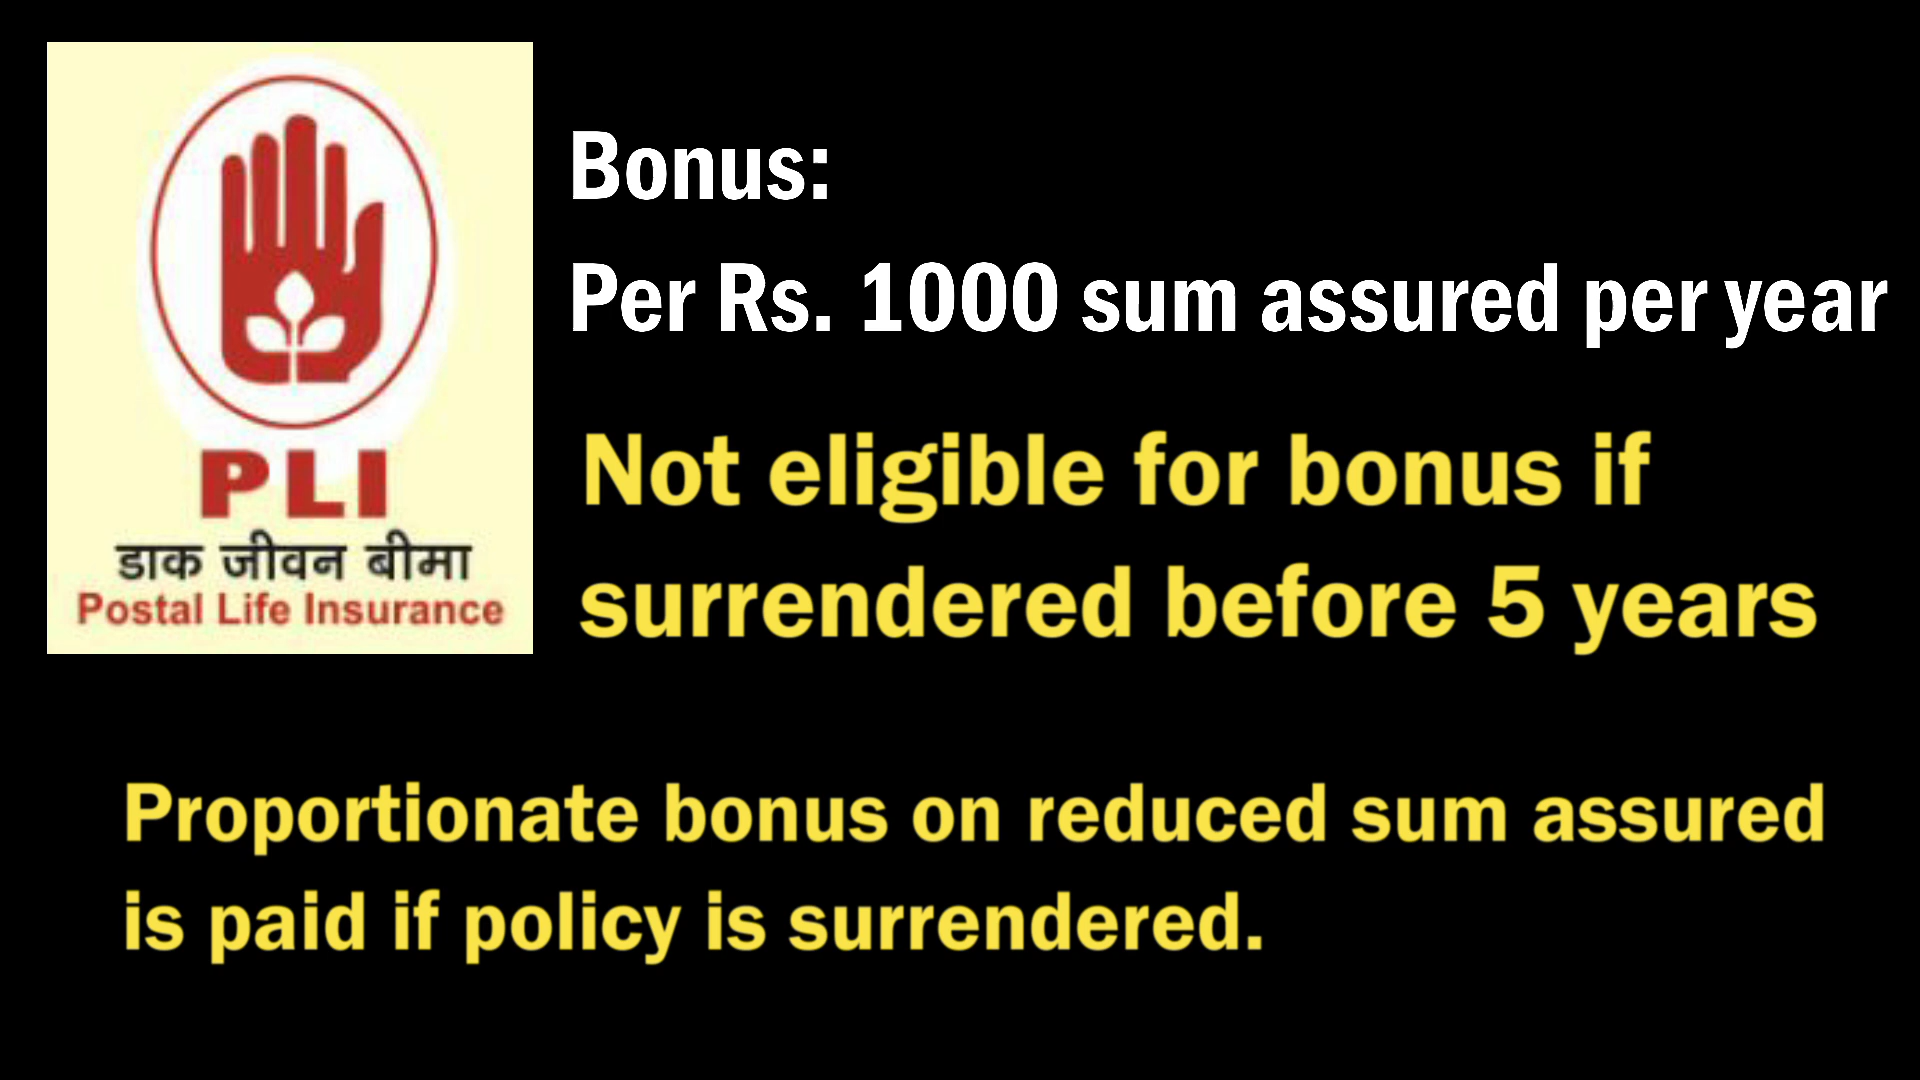 PLI
डाक जीवन बीमा
Postal Life Insurance
Bonus:
Per Rs. 1000 sum assured per year
Not eligible for bonus if
surrendered before 5 years
Proportionate bonus on reduced sum assured
is paid if policy is surrendered.